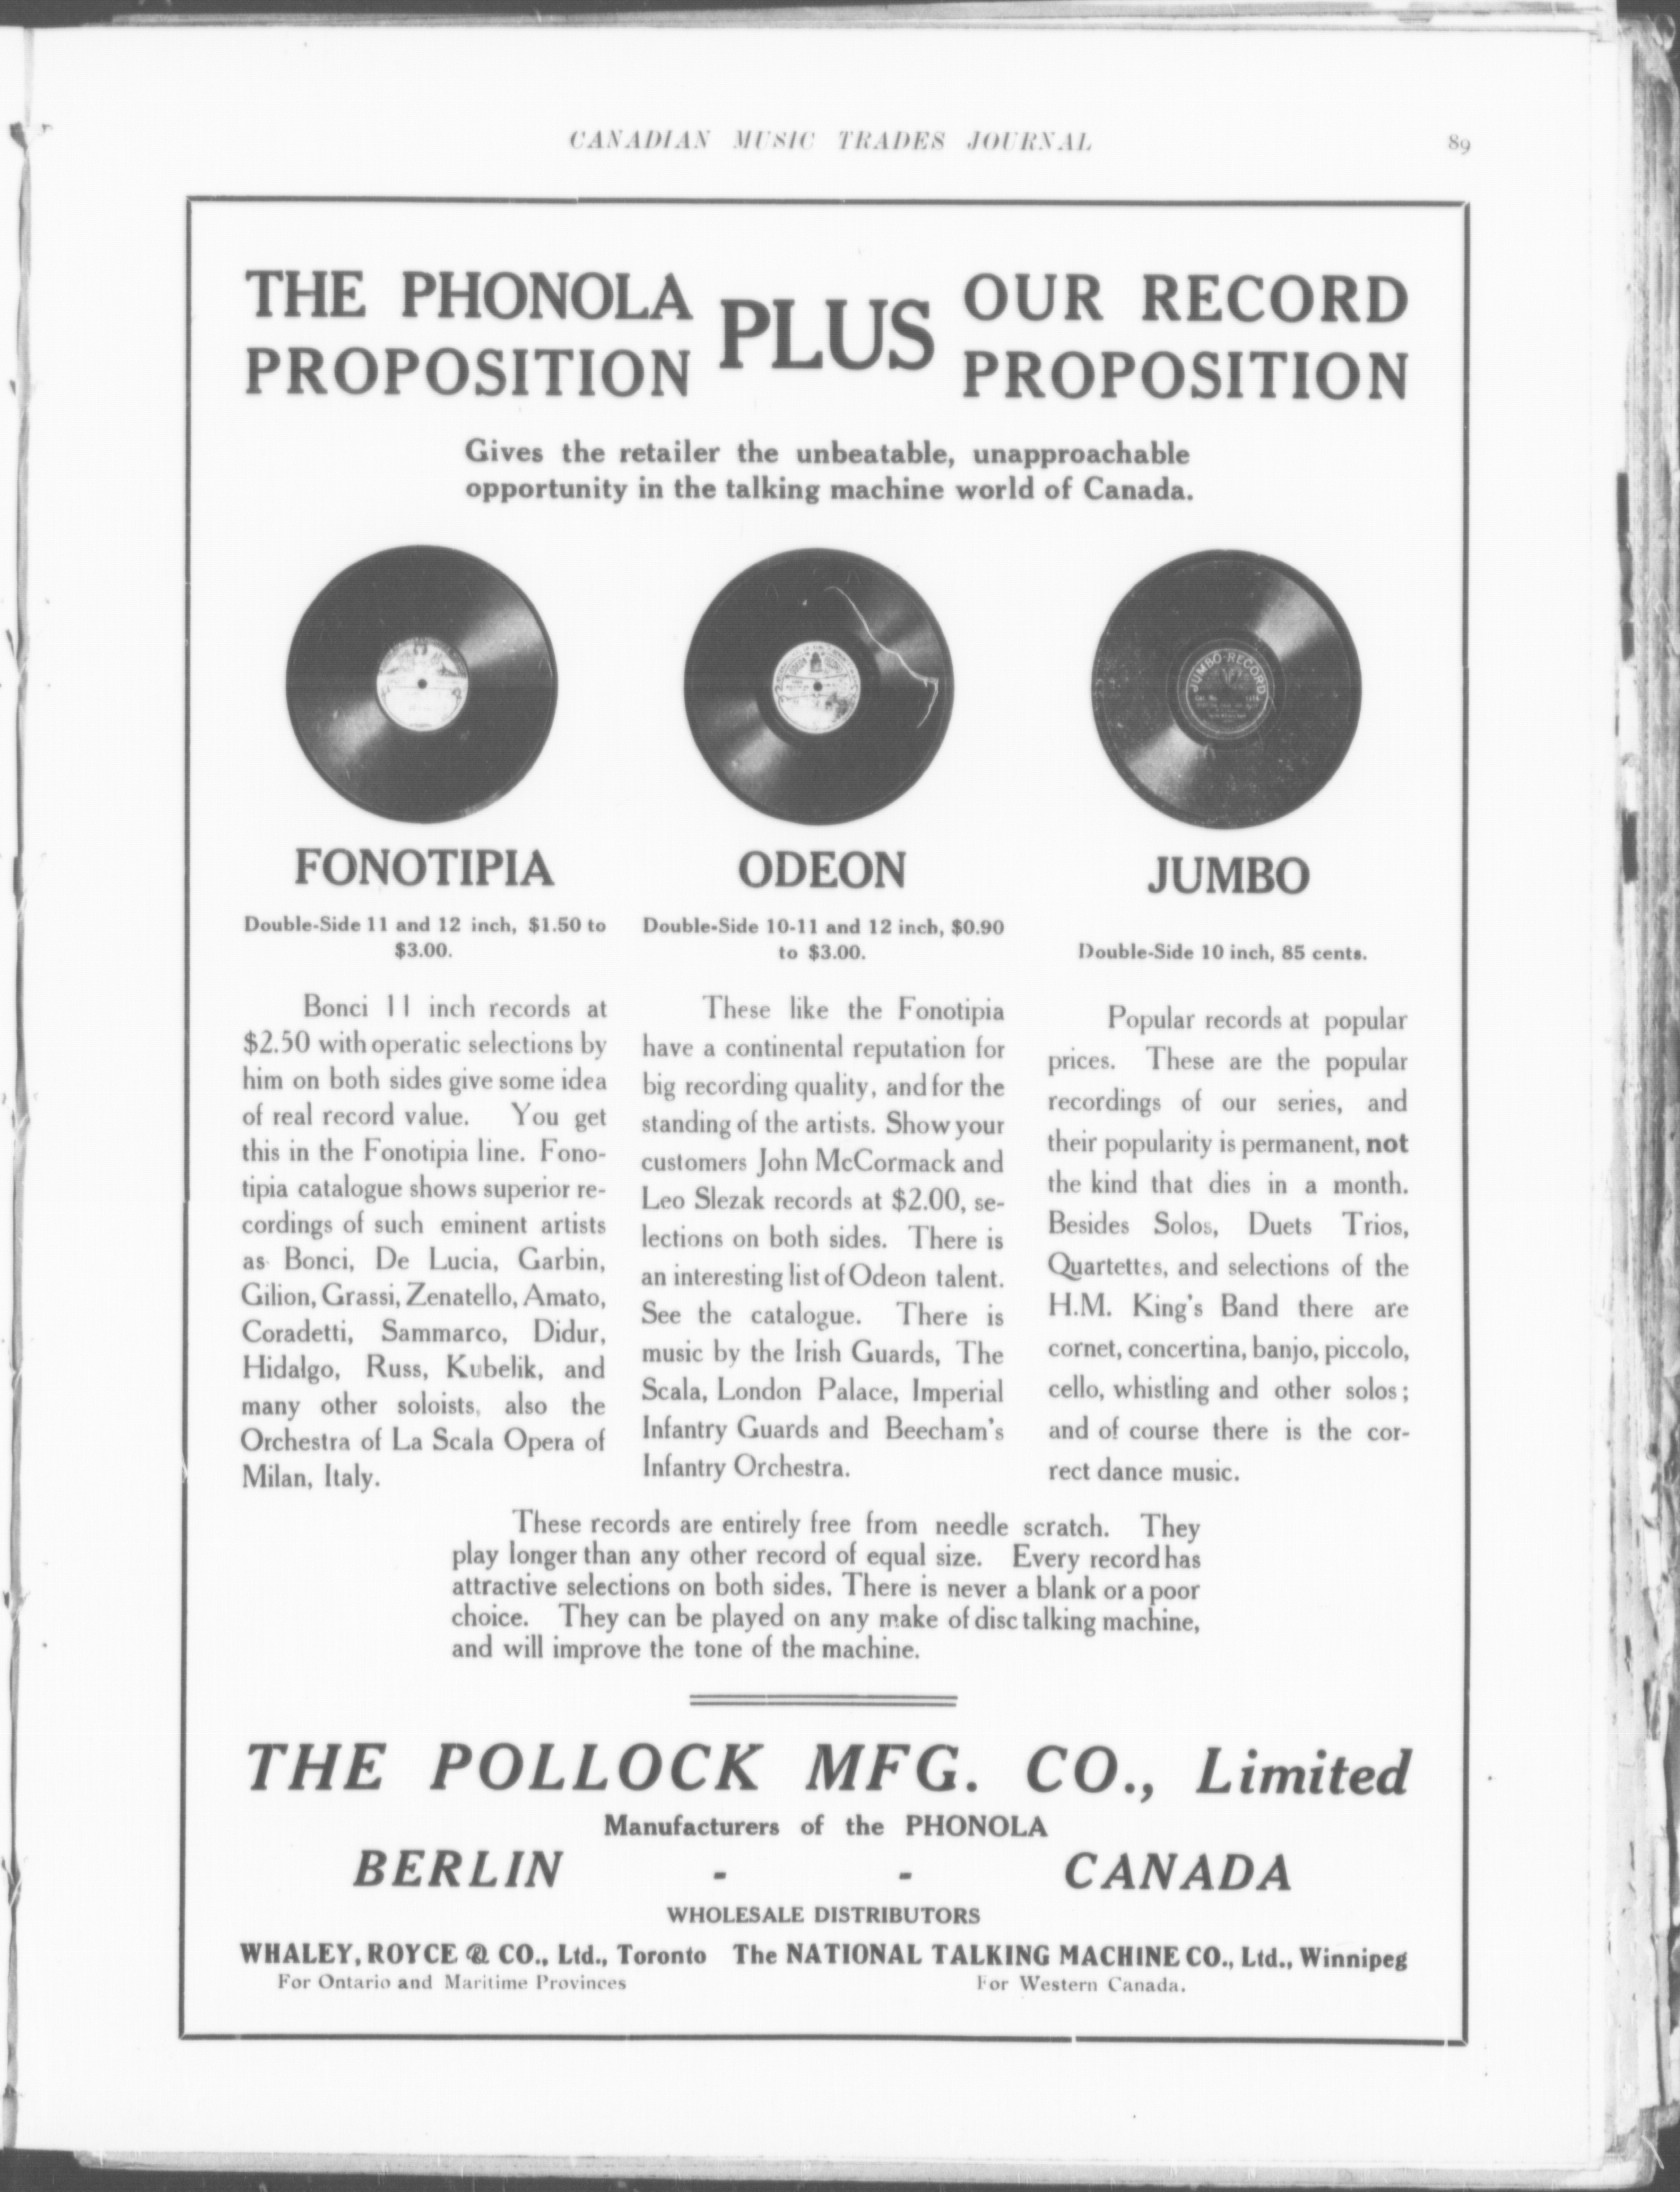 CANADIAN MUSIC TRADES JOURNAL
89
THE PHONOLA
PROPOSITION
PLUS
OUR RECORD
PROPOSITION
Gives the retailer the unbeatable, unapproachable
opportunity in the talking machine world of Canada.
JUMBO-RECORD
FONOTIPIA
Double-Side 11 and 12 inch, $1.50 to
$3.00.
Bonci 11 inch records at
$2.50 with operatic selections by
him on both sides give some idea
of real record value. You get
this in the Fonotipia line. Fono-
tipia catalogue shows superior re-
cordings of such eminent artists
as Bonci, De Lucia, Garbin,
Gilion, Grassi, Zenatello, Amato,
Coradetti, Sammarco, Didur,
Hidalgo, Russ, Kubelik, and
many other soloists, also the
Orchestra of La Scala Opera of
Milan, Italy.
ODEON
Double-Side 10-11 and 12 inch, $0.90
to $3.00.
These like the Fonotipia
have a continental reputation for
big recording quality, and for the
standing of the artists. Show your
customers John McCormack and
Leo Slezak records at $2.00, se-
lections on both sides. There is
an interesting list of Odeon talent.
See the catalogue. There is
music by the Irish Guards, The
Scala, London Palace, Imperial
Infantry Guards and Beecham's
Infantry Orchestra.
JUMBO
Double-Side 10 inch, 85 cents.
Popular records at popular
prices. These are the popular
recordings of our series, and
their popularity is permanent, not
the kind that dies in a month.
Besides Solos, Duets Trios,
Quartettes, and selections of the
H.M. King's Band there are
cornet, concertina, banjo, piccolo,
cello, whistling and other solos;
and of course there is the cor-
rect dance music.
These records are entirely free from needle scratch. They
play longer than any other record of equal size. Every record has
attractive selections on both sides. There is never a blank or a poor
choice. They can be played on any make of disc talking machine,
and will improve the tone of the machine.
THE POLLOCK MFG. CO., Limited
Manufacturers of the PHONOLA
BERLIN - - CANADA
WHOLESALE DISTRIBUTORS
WHALEY, ROYCE & CO., Ltd., Toronto
For Ontario and Maritime Provinces
The NATIONAL TALKING MACHINE CO., Ltd., Winnipeg
For Western Canada.